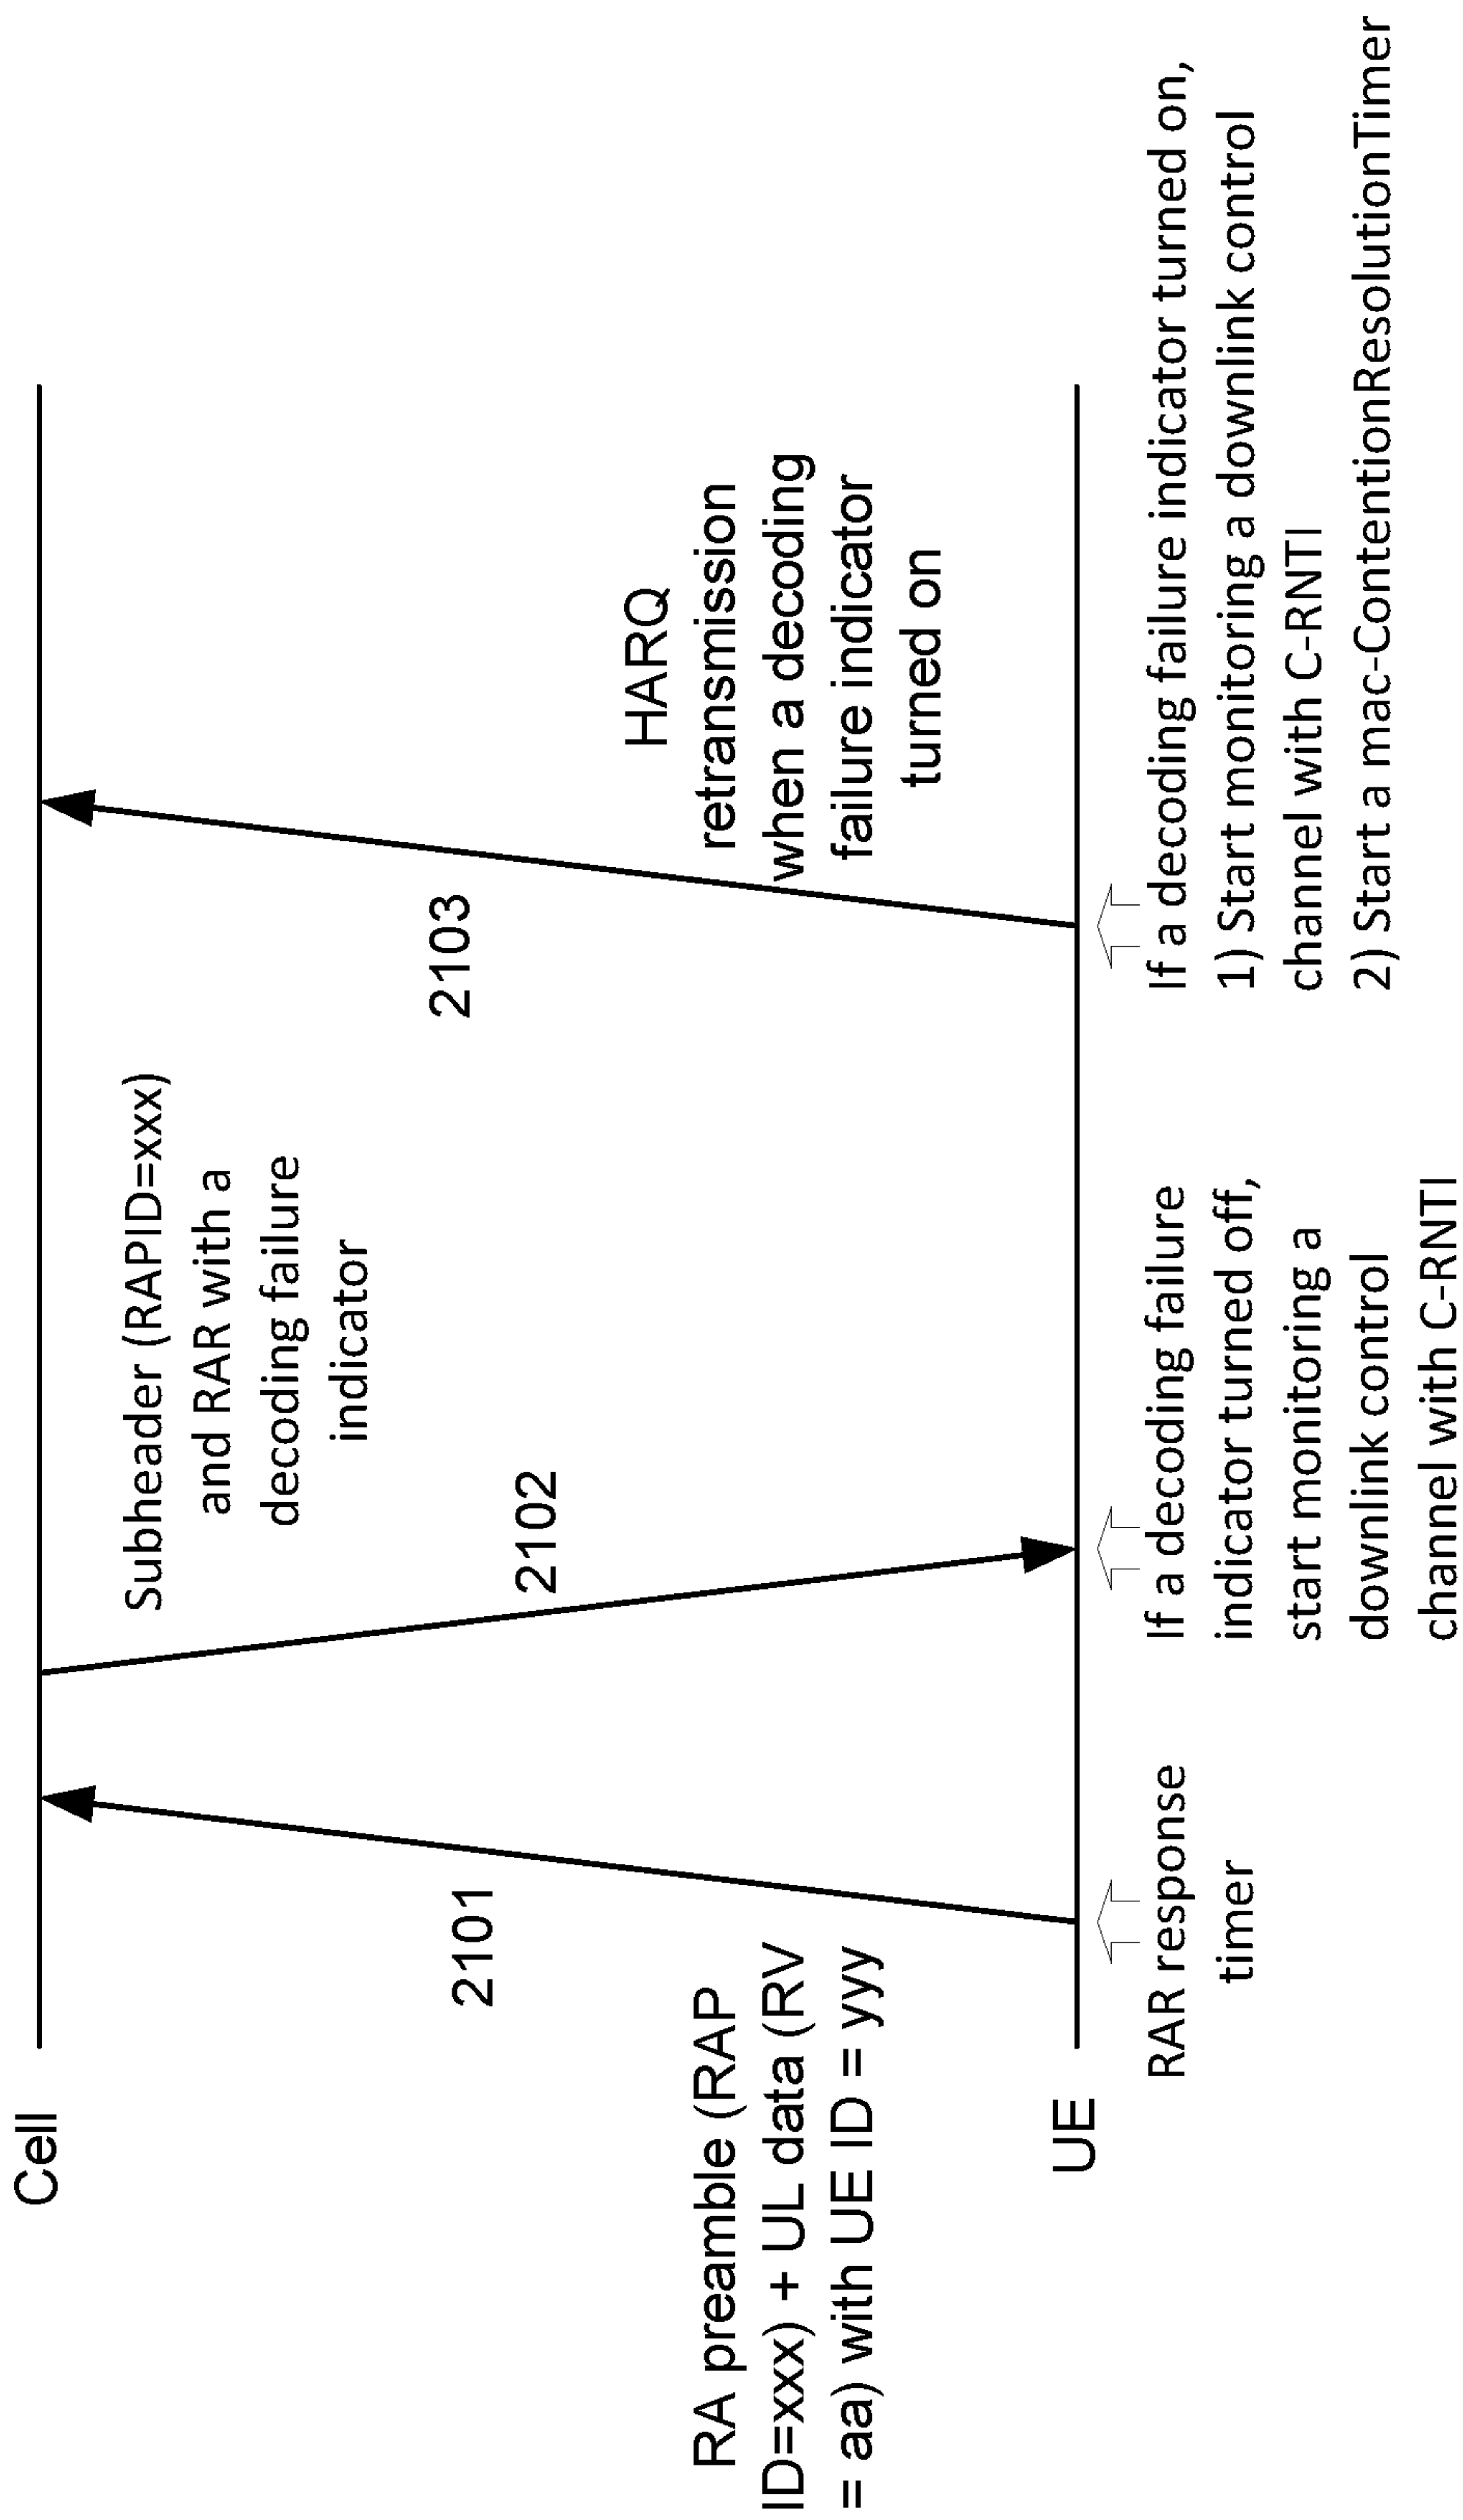 Cell
Subheader (RAPID=xxx)
and RAR with a
decoding failure
indicator
2101
2102
2103
RA preamble (RAP
ID=xxx) + UL data (RV
= aa) with UE ID = yyy
HARQ
retransmission
when a decoding
failure indicator
turned on
UE
RAR response
timer
If a decoding failure
indicator turned off,
start monitoring a
downlink control
channel with C-RNTI
If a decoding failure indicator turned on,
1) Start monitoring a downlink control
channel with C-RNTI
2) Start a mac-ContentionResolutionTimer